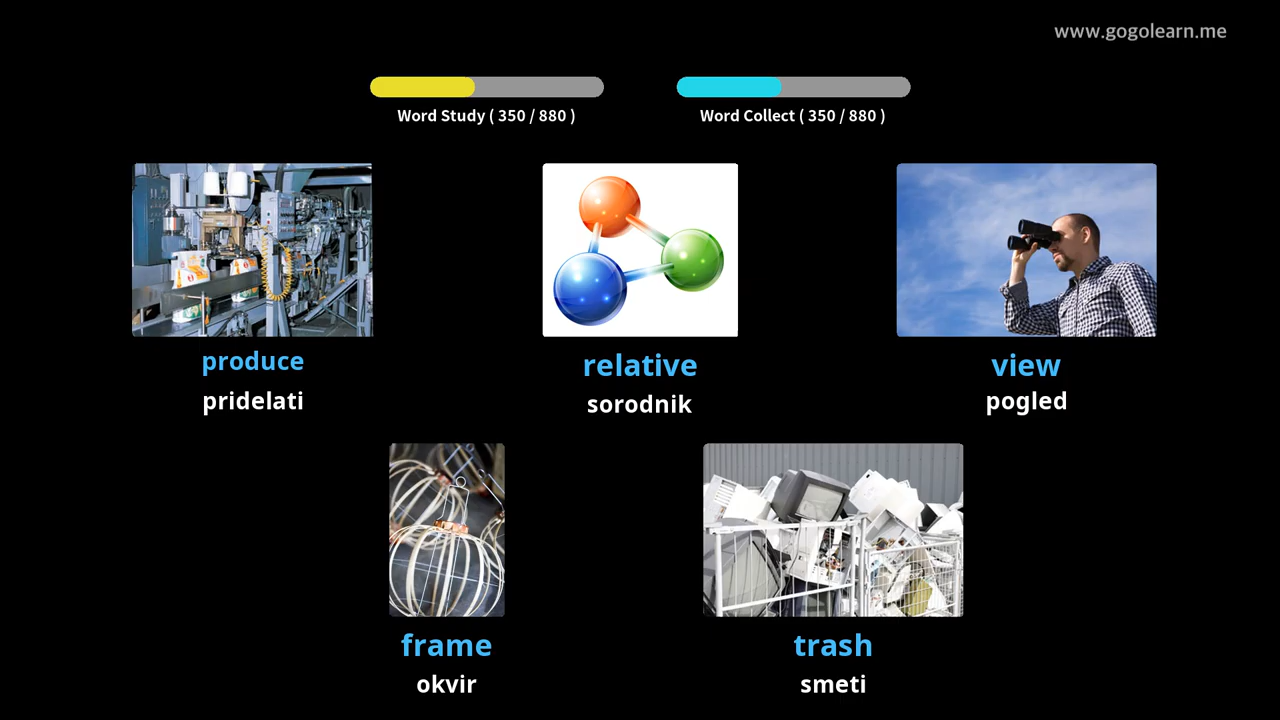 www.gogolearn.me
Word Study ( 350 / 880 )
Word Collect ( 350 / 880 )
produce
pridelati
relative
sorodnik
view
pogled
frame
okvir
trash
smeti